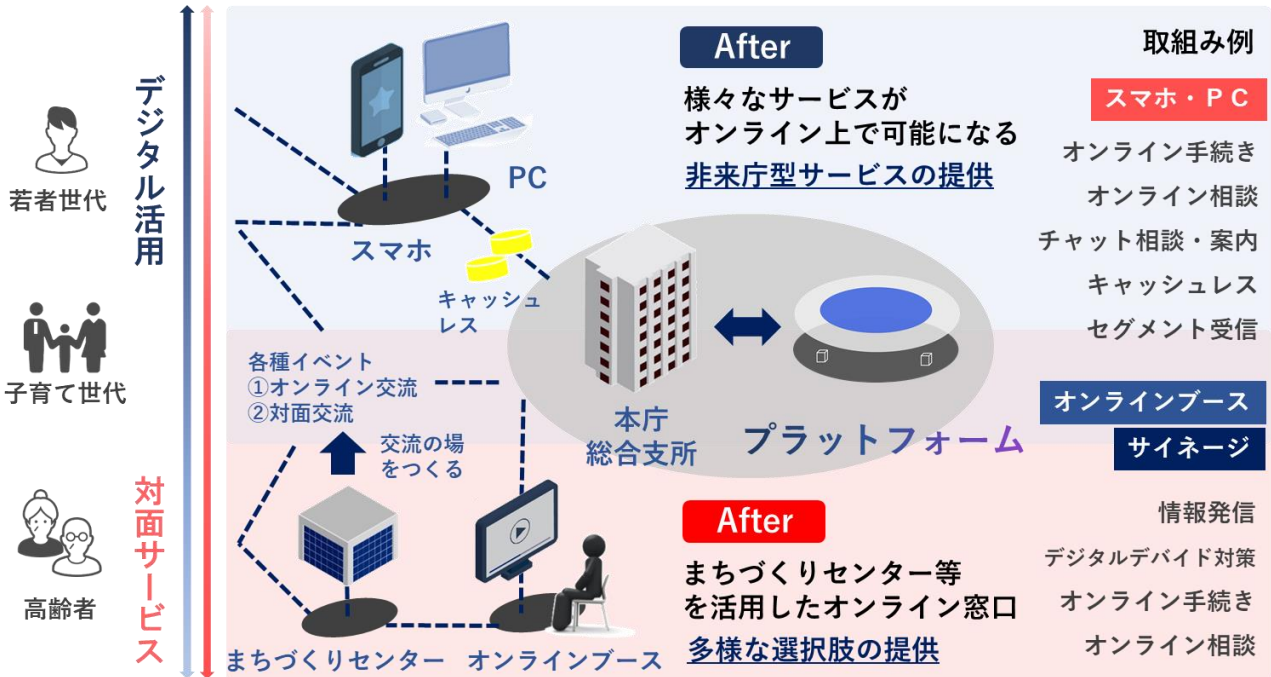 デジタル活用
対面サービス
若者世代
子育て世代
高齢者
PC
スマホ
キャッシュ
レス
各種イベント
①オンライン交流
②対面交流
交流の場
をつくる
まちづくりセンター
オンラインブース
本庁
総合支所
プラットフォーム
After
様々なサービスが
オンライン上で可能になる
非来庁型サービスの提供
After
まちづくりセンター等
を活用したオンライン窓口
多様な選択肢の提供
取組み例
スマホ・PC
オンライン手続き
オンライン相談
チャット相談・案内
キャッシュレス
セグメント受信
オンラインブース
サイネージ
情報発信
デジタルデバイド対策
オンライン手続き
オンライン相談